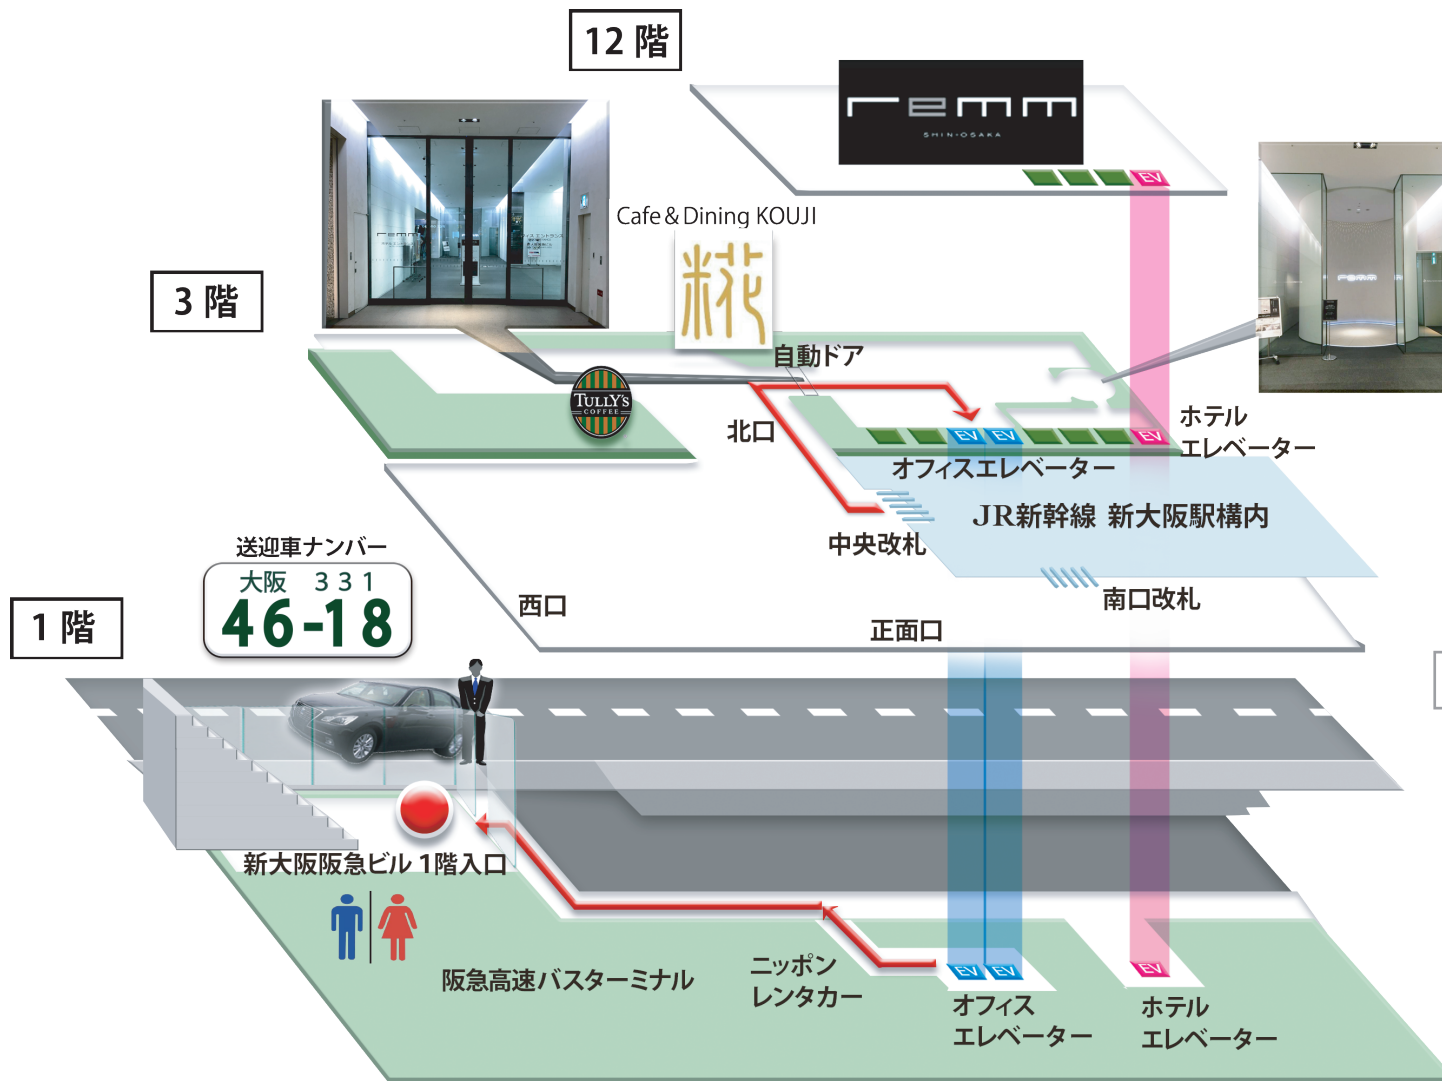 12 階
remm
SHIN-OSAKA
EV
Cafe & Dining KOUJI
糀
3 階
remm
remm
自動ドア
TULLY'S
COFFEE
北口
EV EV
EV
ホテル
エレベーター
オフィスエレベーター
JR新幹線 新大阪駅構内
中央改札
南口改札
西口
正面口
送迎車ナンバー
大阪 331
46-18
1 階
新大阪阪急ビル 1階入口
阪急高速バスターミナル
ニッポン
レンタカー
EV EV
オフィス
エレベーター
EV
ホテル
エレベーター